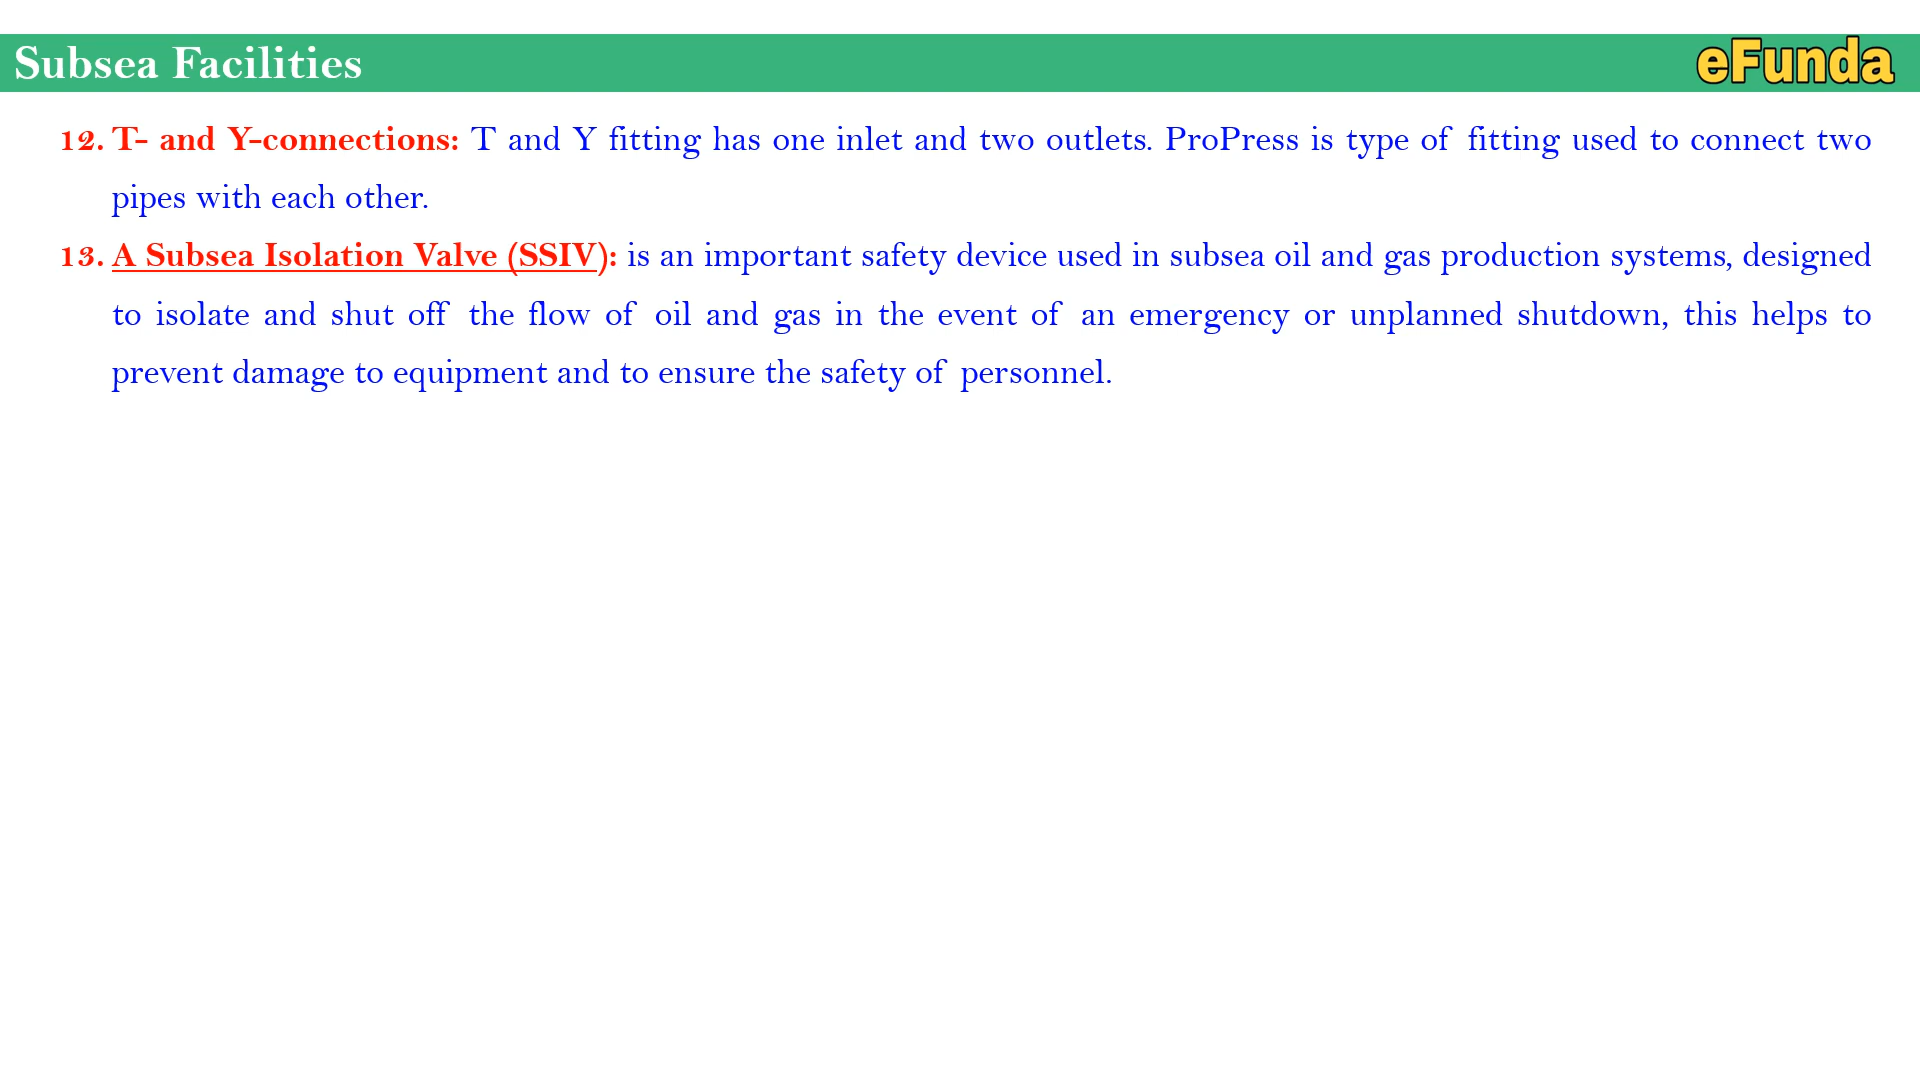 Subsea Facilities
eFunda
12. T- and Y-connections: T and Y fitting has one inlet and two outlets. ProPress is type of fitting used to connect two
pipes with each other.
13. A Subsea Isolation Valve (SSIV): is an important safety device used in subsea oil and gas production systems, designed
to isolate and shut off the flow of oil and gas in the event of an emergency or unplanned shutdown, this helps to
prevent damage to equipment and to ensure the safety of personnel.